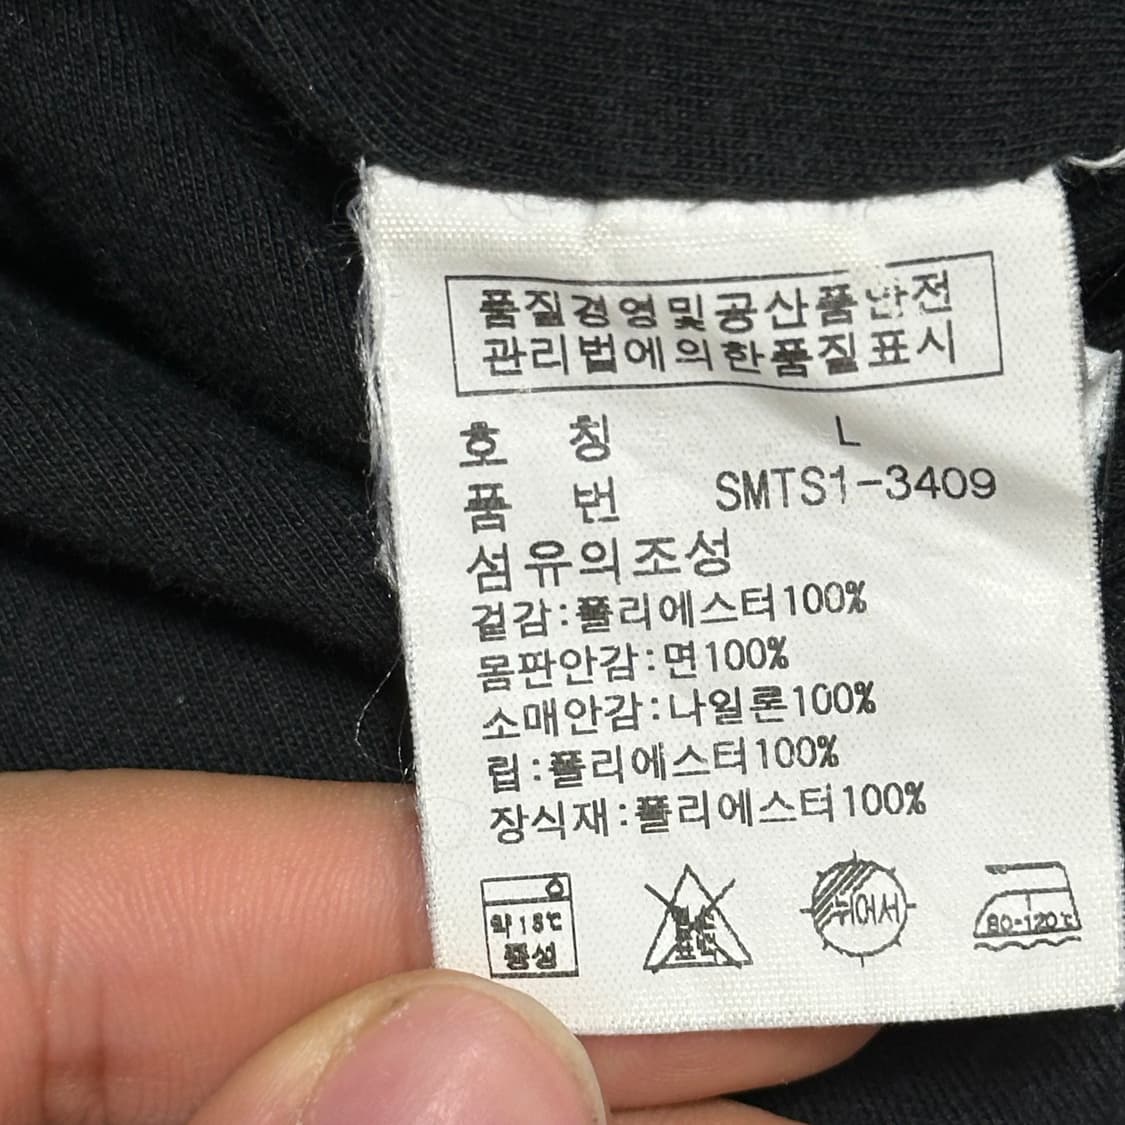 품질경영및공산품안전
관리법에의한품질표시
호 칭 L
품 번 SMTS1-3409
섬유의조성
겉감:폴리에스터100%
몸판안감:면100%
소매안감:나일론100%
립:폴리에스터100%
장식재:폴리에스터100%
약 중성
뉘어서
80-120℃